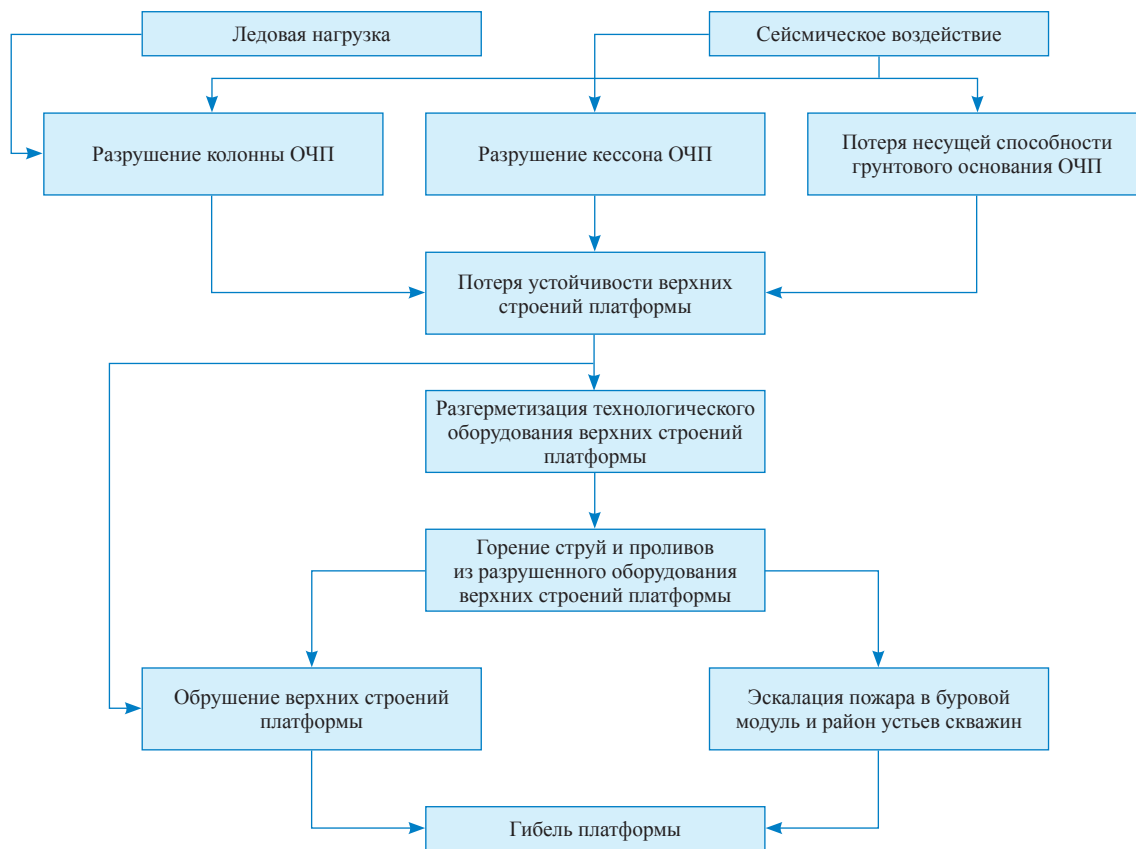 Ледовая нагрузка
Сейсмическое воздействие
Разрушение колонны ОЧП
Разрушение кессона ОЧП
Потеря несущей способности
грунтового основания ОЧП
Потеря устойчивости верхних
строений платформы
Разгерметизация технологического
оборудования верхних строений
платформы
Горение струй и проливов
из разрушенного оборудования
верхних строений платформы
Обрушение верхних строений
платформы
Эскалация пожара в буровой
модуль и район устьев скважин
Гибель платформы